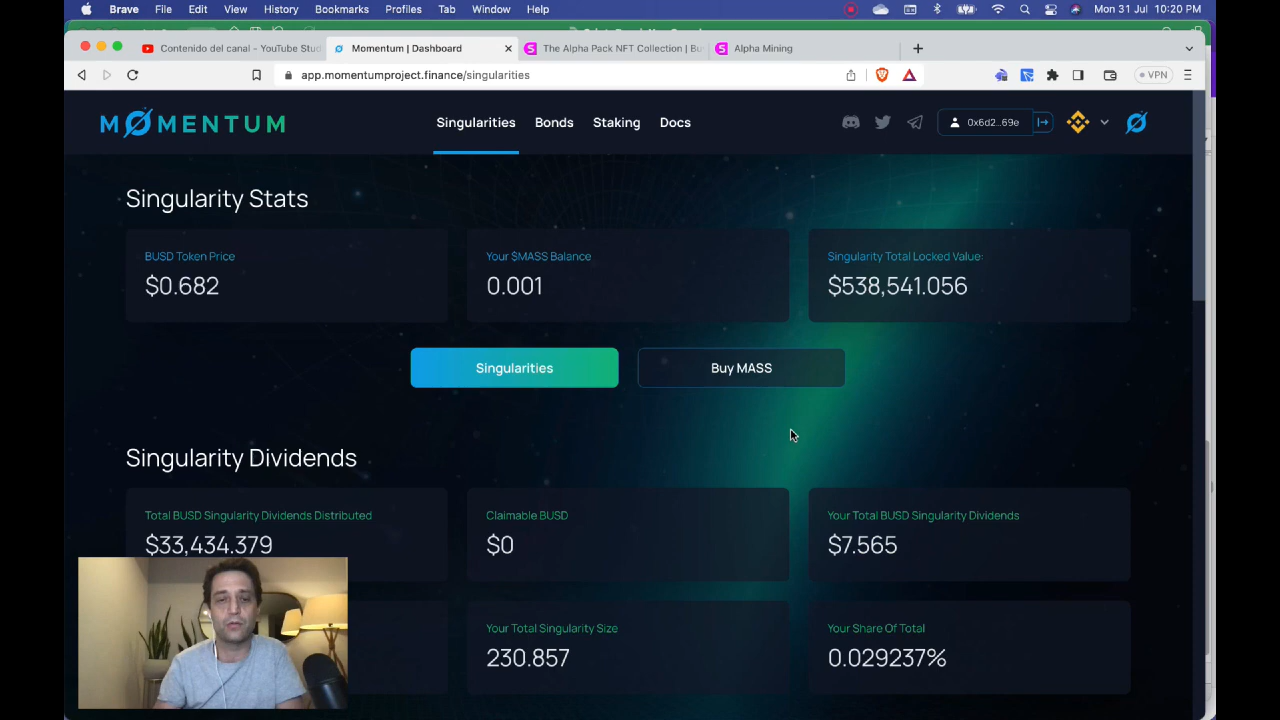 Brave File Edit View History Bookmarks Profiles Tab Window Help Mon 31 Jul 10:20 PM
Contenido del canal - YouTube Stud Momentum | Dashboard The Alpha Pack NFT Collection | Bu Alpha Mining
app.momentumproject.finance/singularities VPN
MOMENTUM Singularities Bonds Staking Docs 0x6d2...69e
Singularity Stats
BUSD Token Price Your $MASS Balance Singularity Total Locked Value:
$0.682 0.001 $538,541.056
Singularities Buy MASS
Singularity Dividends
Total BUSD Singularity Dividends Distributed Claimable BUSD Your Total BUSD Singularity Dividends
$33,434.379 $0 $7.565
Your Total Singularity Size Your Share Of Total
230.857 0.029237%